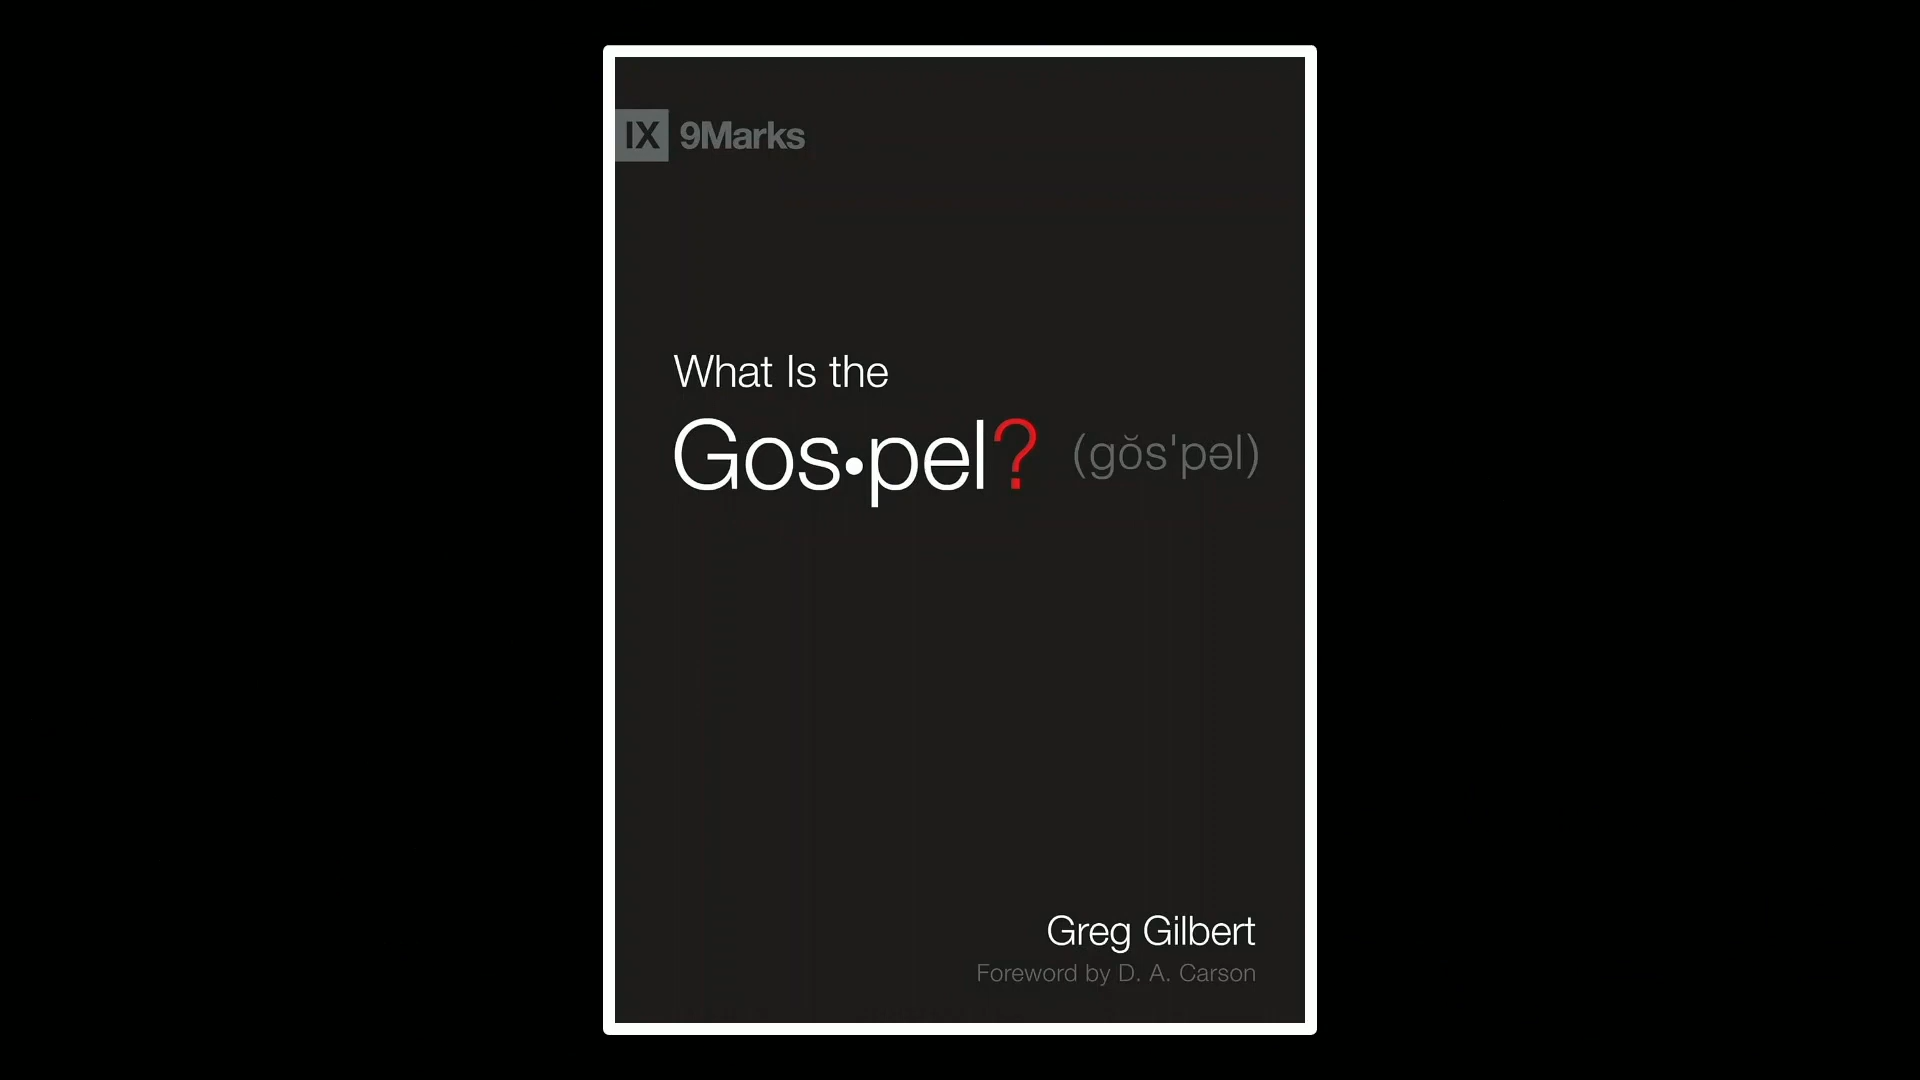 IX 9Marks
What Is the
Gos•pel? (gŏs'pəl)
Greg Gilbert
Foreword by D. A. Carson